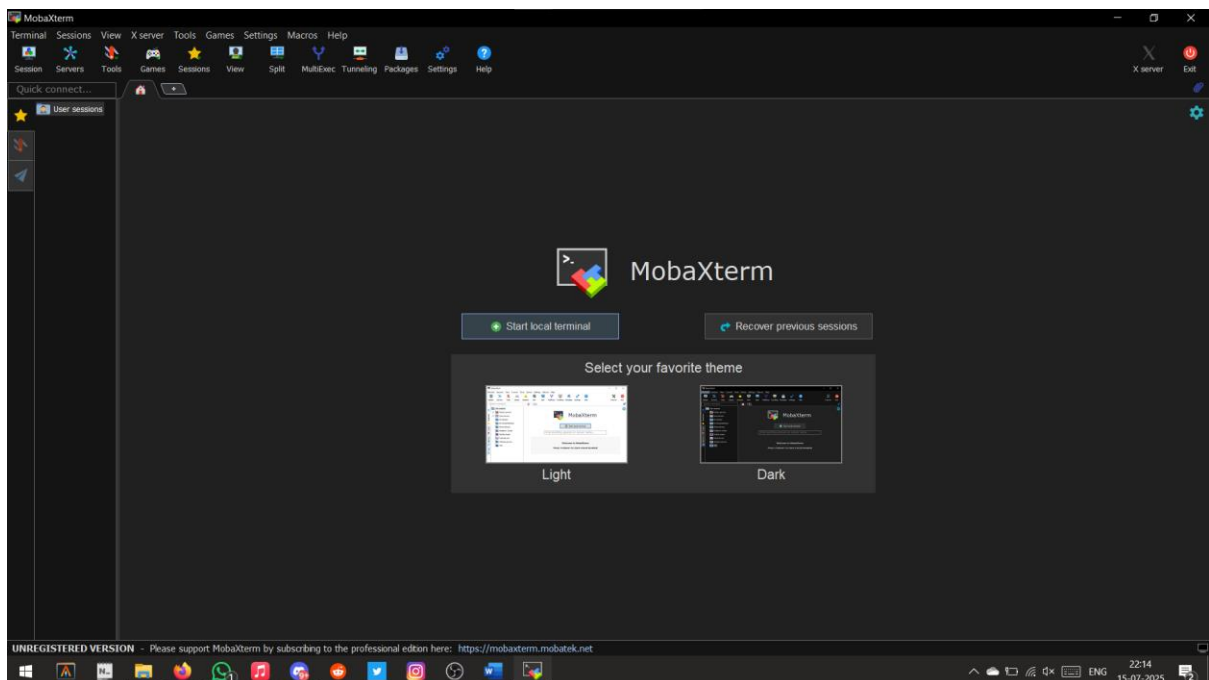 MobaXterm
Terminal Sessions View X server Tools Games Settings Macros Help
Session Servers Tools Games Sessions View Split MultiExec Tunneling Packages Settings Help X server Exit
Quick connect...
User sessions
>_ MobaXterm
Start local terminal Recover previous sessions
Select your favorite theme
Light Dark
UNREGISTERED VERSION - Please support MobaXterm by subscribing to the professional edition here: https://mobaxterm.mobatek.net
ENG 22:14
15-07-2025